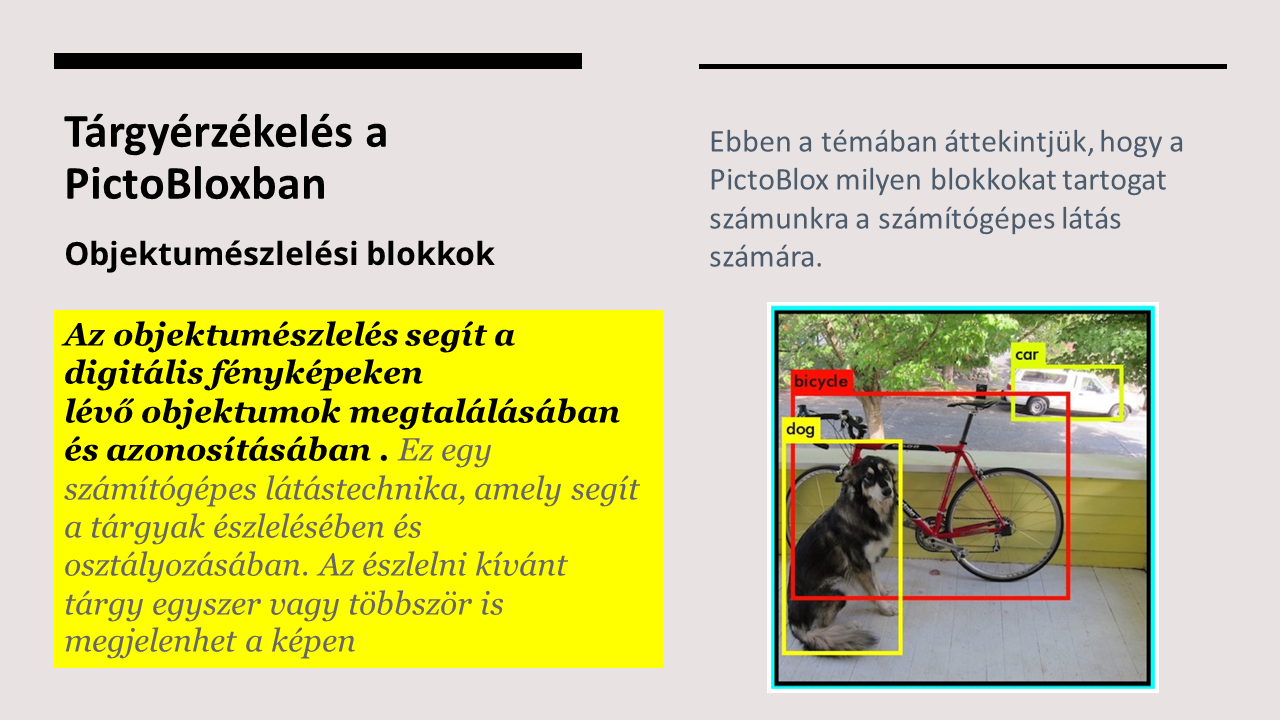 Tárgyérzékelés a
PictoBloxban
Objektumészlelési blokkok
Az objektumészlelés segít a
digitális fényképeken
lévő objektumok megtalálásában
és azonosításában . Ez egy
számítógépes látástechnika, amely segít
a tárgyak észlelésében és
osztályozásában. Az észlelni kívánt
tárgy egyszer vagy többször is
megjelenhet a képen
Ebben a témában áttekintjük, hogy a
PictoBlox milyen blokkokat tartogat
számunkra a számítógépes látás
számára.
car
bicycle
dog